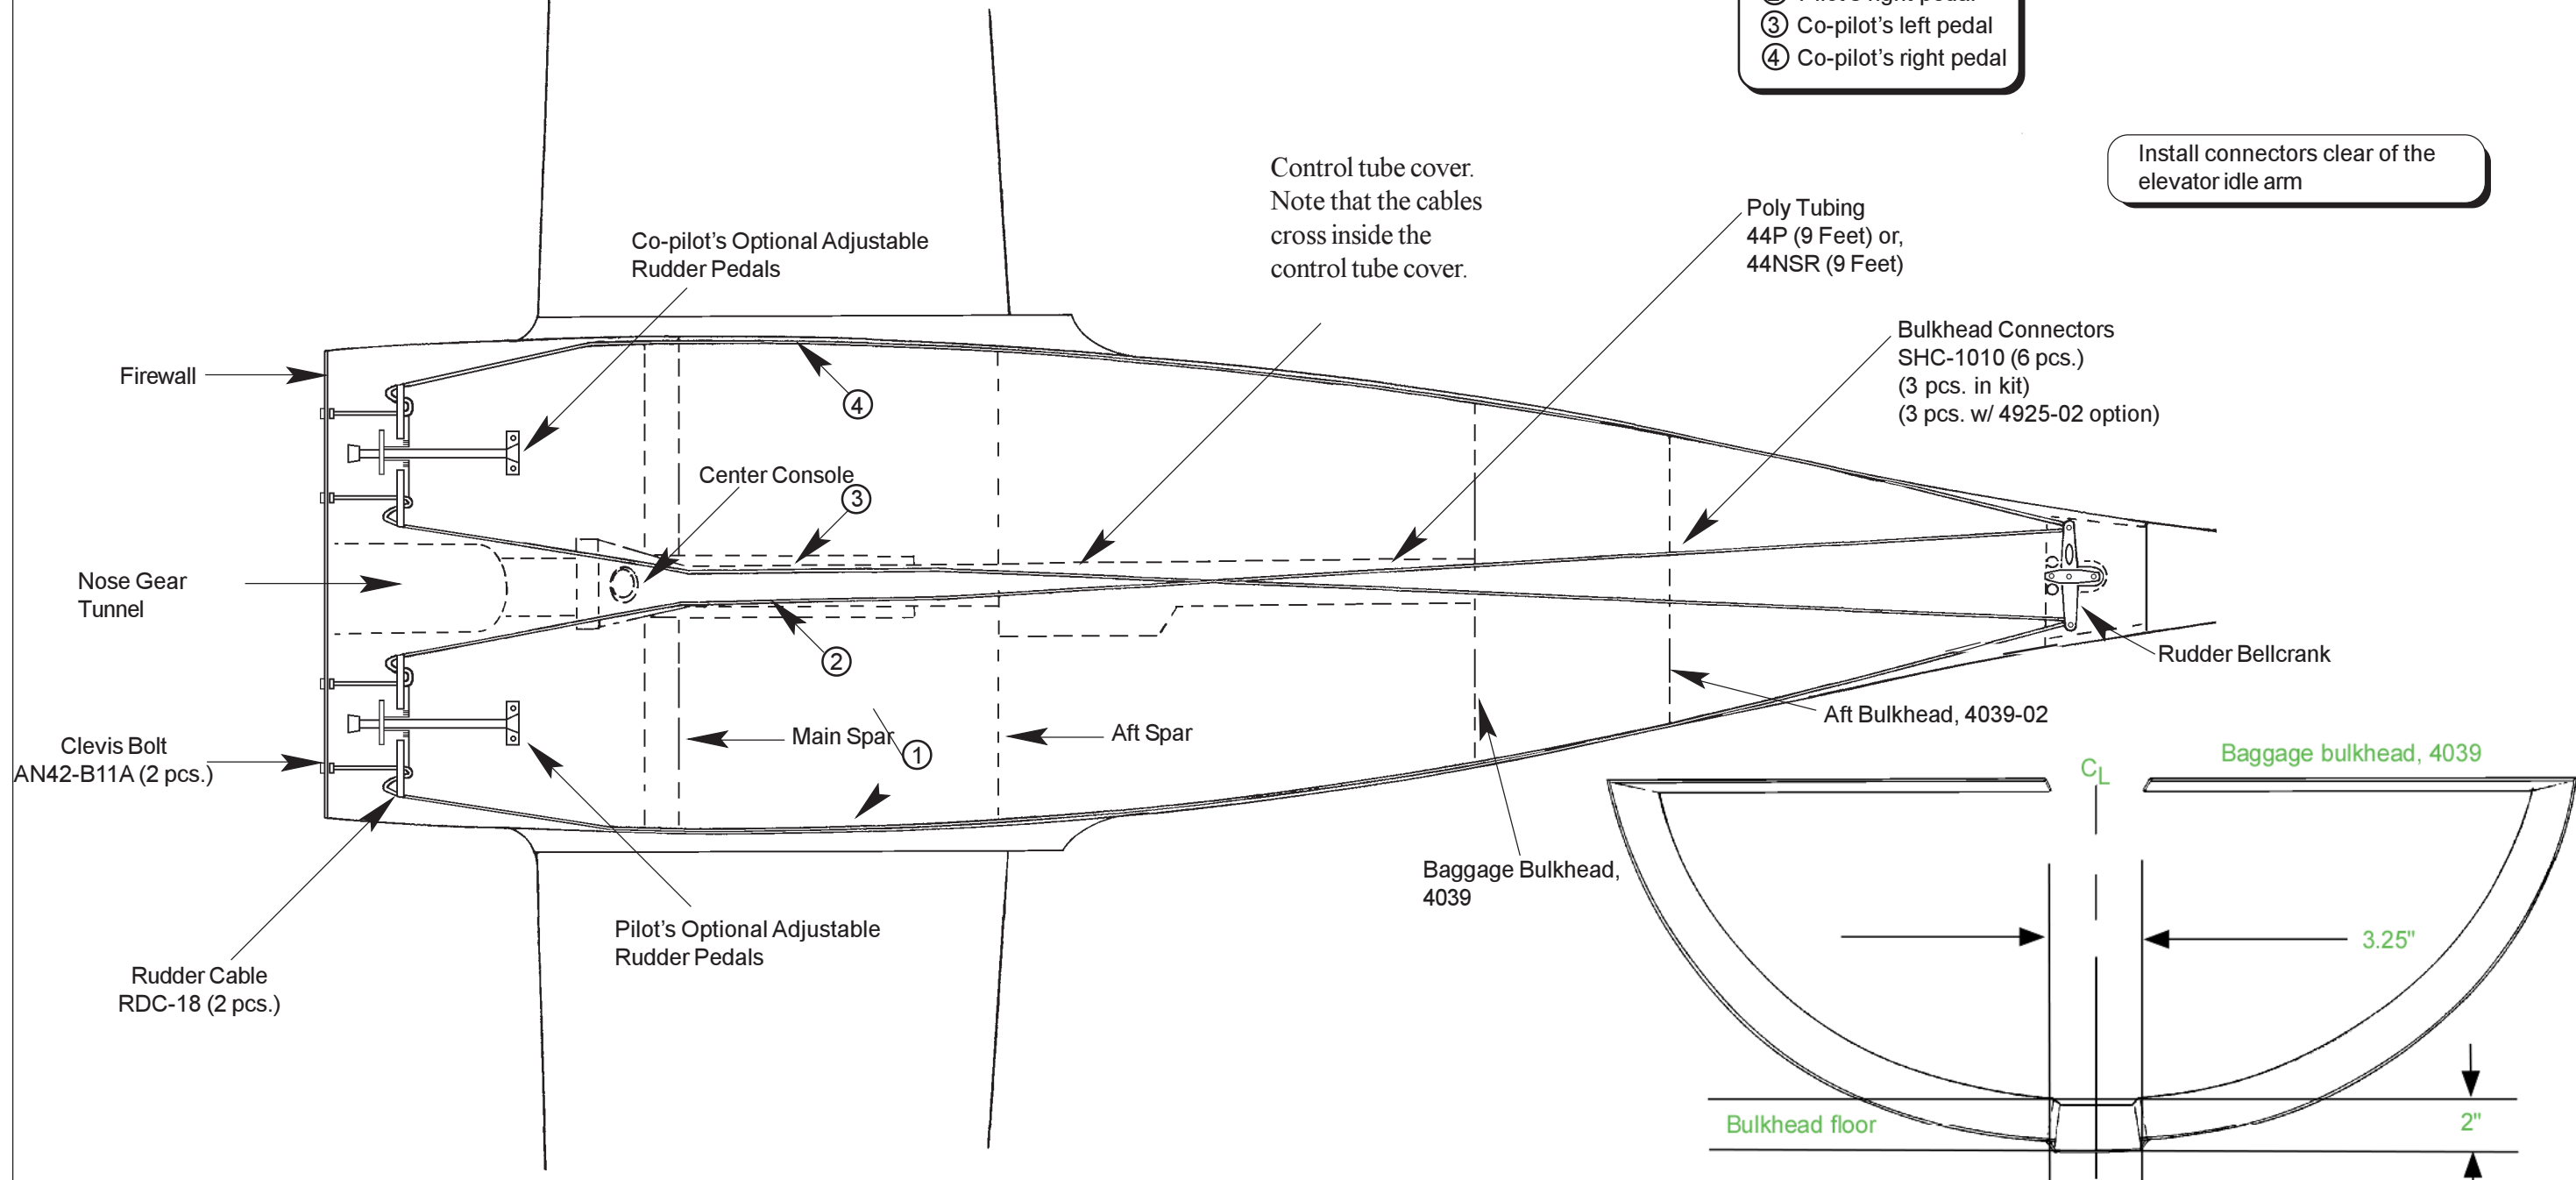 ② Pilot's right pedal
③ Co-pilot's left pedal
④ Co-pilot's right pedal
Install connectors clear of the
elevator idle arm
Control tube cover.
Note that the cables
cross inside the
control tube cover.
Poly Tubing
44P (9 Feet) or,
44NSR (9 Feet)
Co-pilot's Optional Adjustable
Rudder Pedals
Bulkhead Connectors
SHC-1010 (6 pcs.)
(3 pcs. in kit)
(3 pcs. w/ 4925-02 option)
Firewall
④
Center Console
③
Nose Gear
Tunnel
②
Rudder Bellcrank
Main Spar
①
Aft Spar
Aft Bulkhead, 4039-02
Clevis Bolt
AN42-B11A (2 pcs.)
Baggage bulkhead, 4039
CL
Baggage Bulkhead,
4039
Pilot's Optional Adjustable
Rudder Pedals
3.25"
Rudder Cable
RDC-18 (2 pcs.)
Bulkhead floor
2"